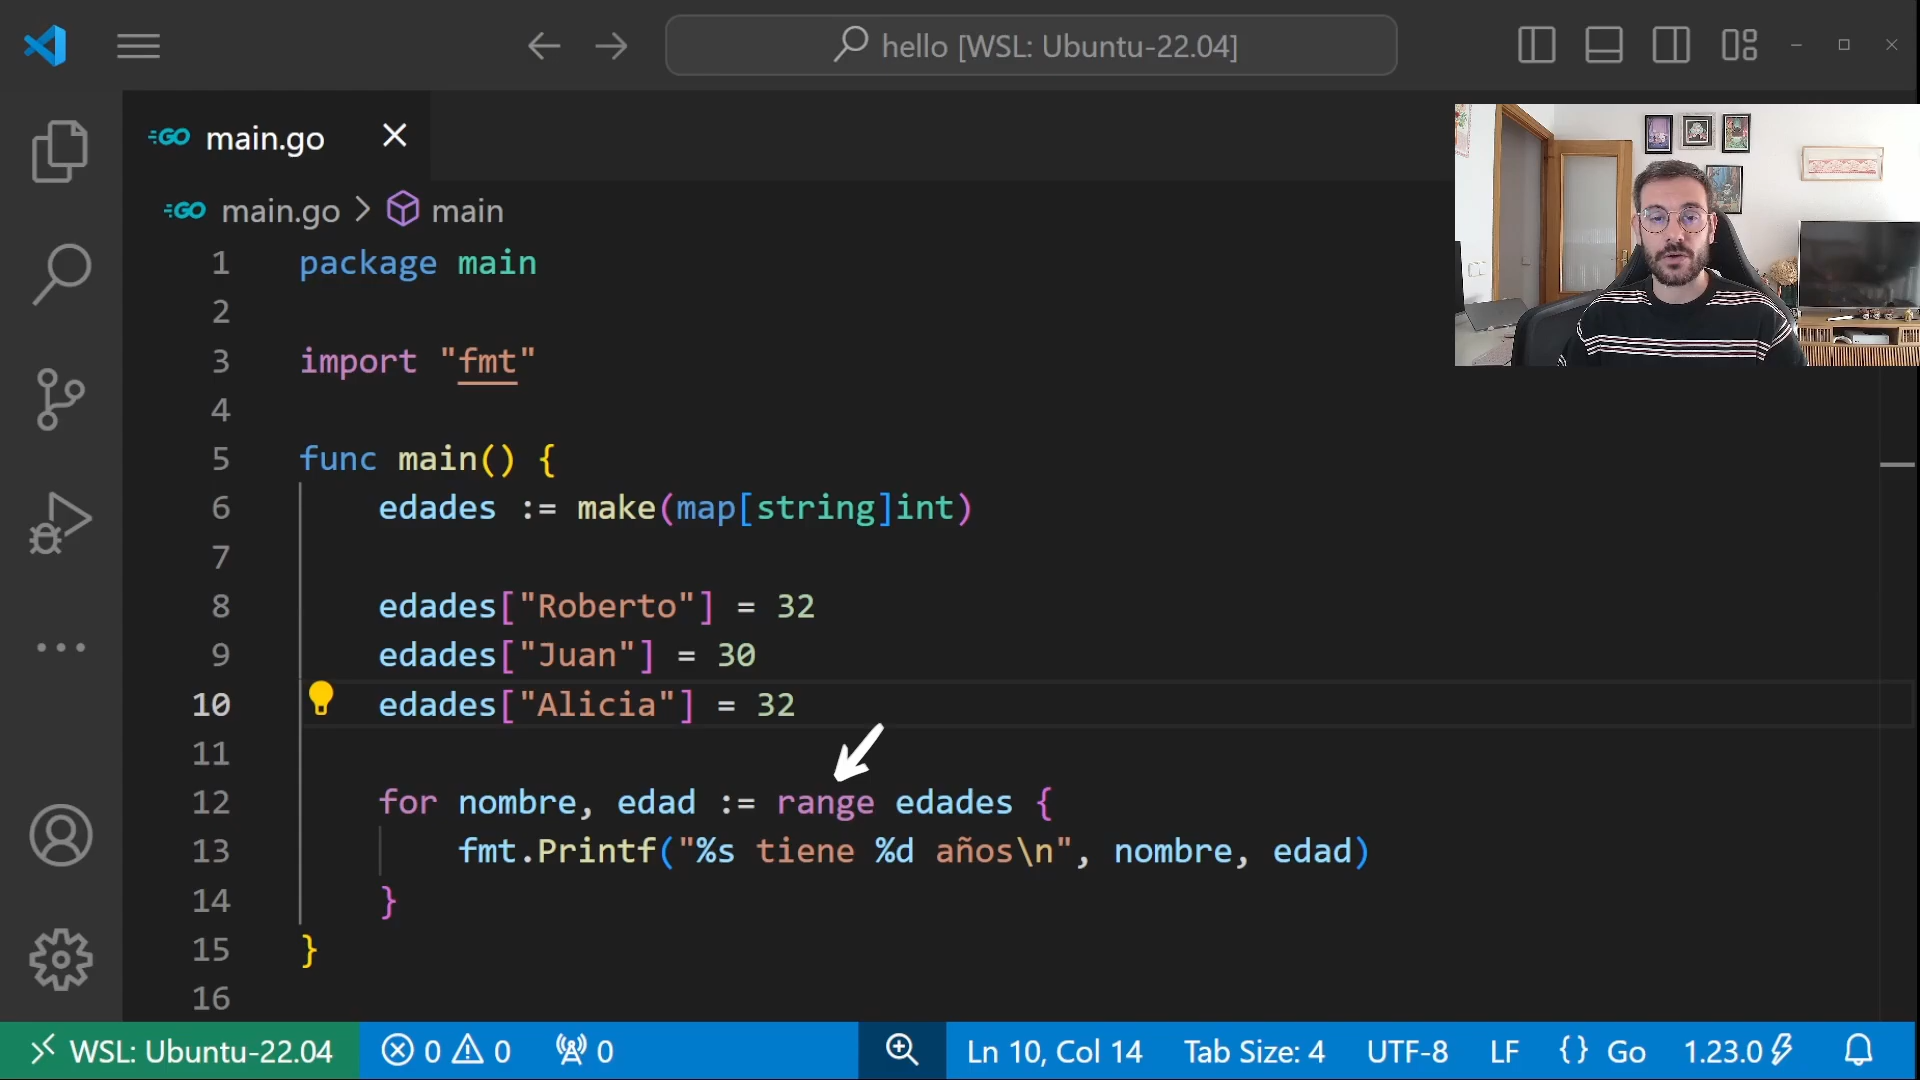 hello [WSL: Ubuntu-22.04]
GO main.go
GO main.go > main
1 package main
2
3 import "fmt"
4
5 func main() {
6 edades := make(map[string]int)
7
8 edades["Roberto"] = 32
9 edades["Juan"] = 30
10 edades["Alicia"] = 32
11
12 for nombre, edad := range edades {
13 fmt.Printf("%s tiene %d años\n", nombre, edad)
14 }
15 }
16
WSL: Ubuntu-22.04 0 0 0 Ln 10, Col 14 Tab Size: 4 UTF-8 LF {} Go 1.23.0